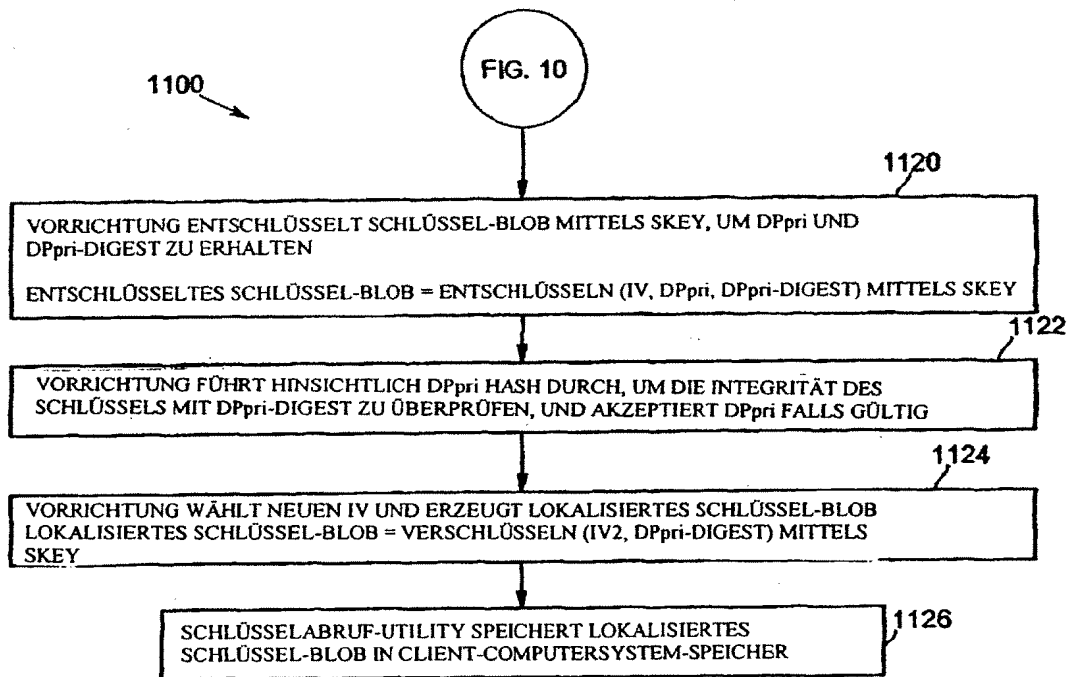 FIG. 10
1100
1120
VORRICHTUNG ENTSCHLÜSSELT SCHLÜSSEL-BLOB MITTELS SKEY, UM DPpri UND
DPpri-DIGEST ZU ERHALTEN
ENTSCHLÜSSELTES SCHLÜSSEL-BLOB = ENTSCHLÜSSELN (IV, DPpri, DPpri-DIGEST) MITTELS SKEY
1122
VORRICHTUNG FÜHRT HINSICHTLICH DPpri HASH DURCH, UM DIE INTEGRITÄT DES
SCHLÜSSELS MIT DPpri-DIGEST ZU ÜBERPRÜFEN, UND AKZEPTIERT DPpri FALLS GÜLTIG
1124
VORRICHTUNG WÄHLT NEUEN IV UND ERZEUGT LOKALISIERTES SCHLÜSSEL-BLOB
LOKALISIERTES SCHLÜSSEL-BLOB = VERSCHLÜSSELN (IV2, DPpri-DIGEST) MITTELS
SKEY
1126
SCHLÜSSELABRUF-UTILITY SPEICHERT LOKALISIERTES
SCHLÜSSEL-BLOB IN CLIENT-COMPUTERSYSTEM-SPEICHER